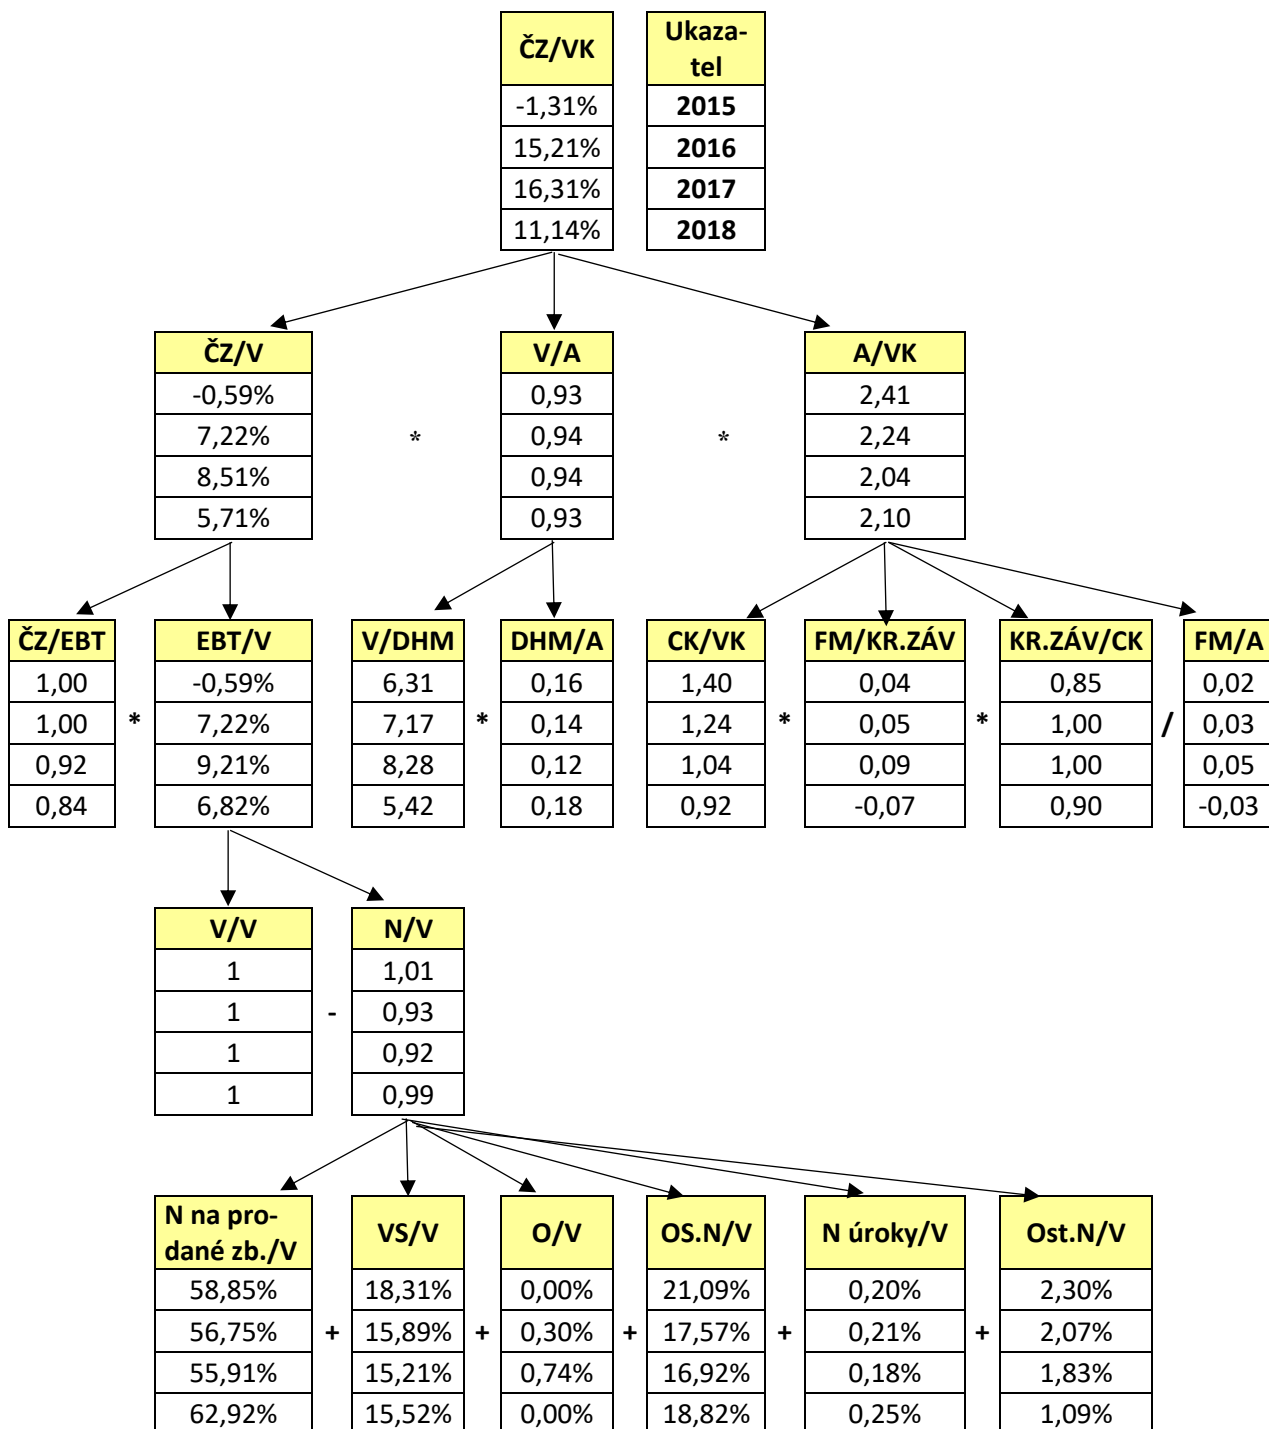 ČZ/VK Ukaza-
tel
-1,31% 2015
15,21% 2016
16,31% 2017
11,14% 2018
ČZ/V V/A A/VK
-0,59% 0,93 2,41
7,22% * 0,94 * 2,24
8,51% 0,94 2,04
5,71% 0,93 2,10
ČZ/EBT EBT/V V/DHM DHM/A CK/VK FM/KR.ZÁV KR.ZÁV/CK FM/A
1,00 -0,59% 6,31 0,16 1,40 0,04 0,85 0,02
1,00 * 7,22% 7,17 * 0,14 1,24 * 0,05 * 1,00 / 0,03
0,92 9,21% 8,28 0,12 1,04 0,09 1,00 0,05
0,84 6,82% 5,42 0,18 0,92 -0,07 0,90 -0,03
V/V N/V
1 1,01
1 - 0,93
1 0,92
1 0,99
N na pro-
dané zb./V VS/V O/V OS.N/V N úroky/V Ost.N/V
58,85% 18,31% 0,00% 21,09% 0,20% 2,30%
56,75% + 15,89% + 0,30% + 17,57% + 0,21% + 2,07%
55,91% 15,21% 0,74% 16,92% 0,18% 1,83%
62,92% 15,52% 0,00% 18,82% 0,25% 1,09%